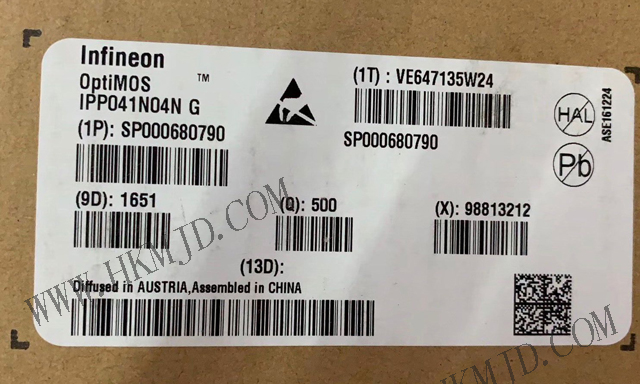 Infineon
OptiMOS ™
IPP041N04N G
(1P): SP000680790
(1T) : VE647135W24
SP000680790
HAL
Pb
ASE161224
(9D): 1651
(Q): 500
(X): 98813212
(13D):
Diffused in AUSTRIA,Assembled in CHINA
WWW.HKMJD.COM
WWW.HKMJD.COM